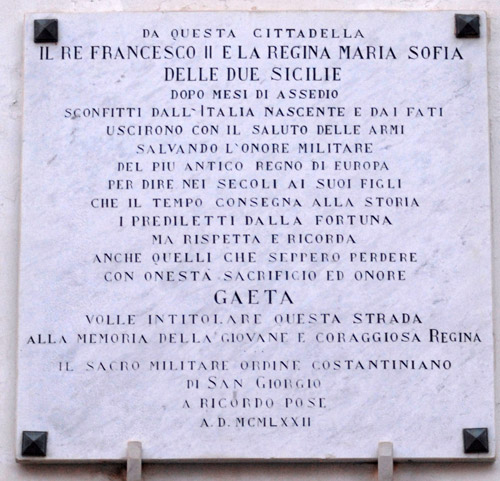 DA QUESTA CITTADELLA
IL RE FRANCESCO II E LA REGINA MARIA SOFIA
DELLE DUE SICILIE
DOPO MESI DI ASSEDIO
SCONFITTI DALL'ITALIA NASCENTE E DAI FATI
USCIRONO CON IL SALUTO DELLE ARMI
SALVANDO L'ONORE MILITARE
DEL PIU ANTICO REGNO DI EUROPA
PER DIRE NEI SECOLI AI SUOI FIGLI
CHE IL TEMPO CONSEGNA ALLA STORIA
I PREDILETTI DALLA FORTUNA
MA RISPETTA E RICORDA
ANCHE QUELLI CHE SEPPERO PERDERE
CON ONESTÀ SACRIFICIO ED ONORE
GAETA
VOLLE INTITOLARE QUESTA STRADA
ALLA MEMORIA DELLA GIOVANE E CORAGGIOSA REGINA
IL SACRO MILITARE ORDINE COSTANTINIANO
DI SAN GIORGIO
A RICORDO POSE
A. D. MCMLXXII